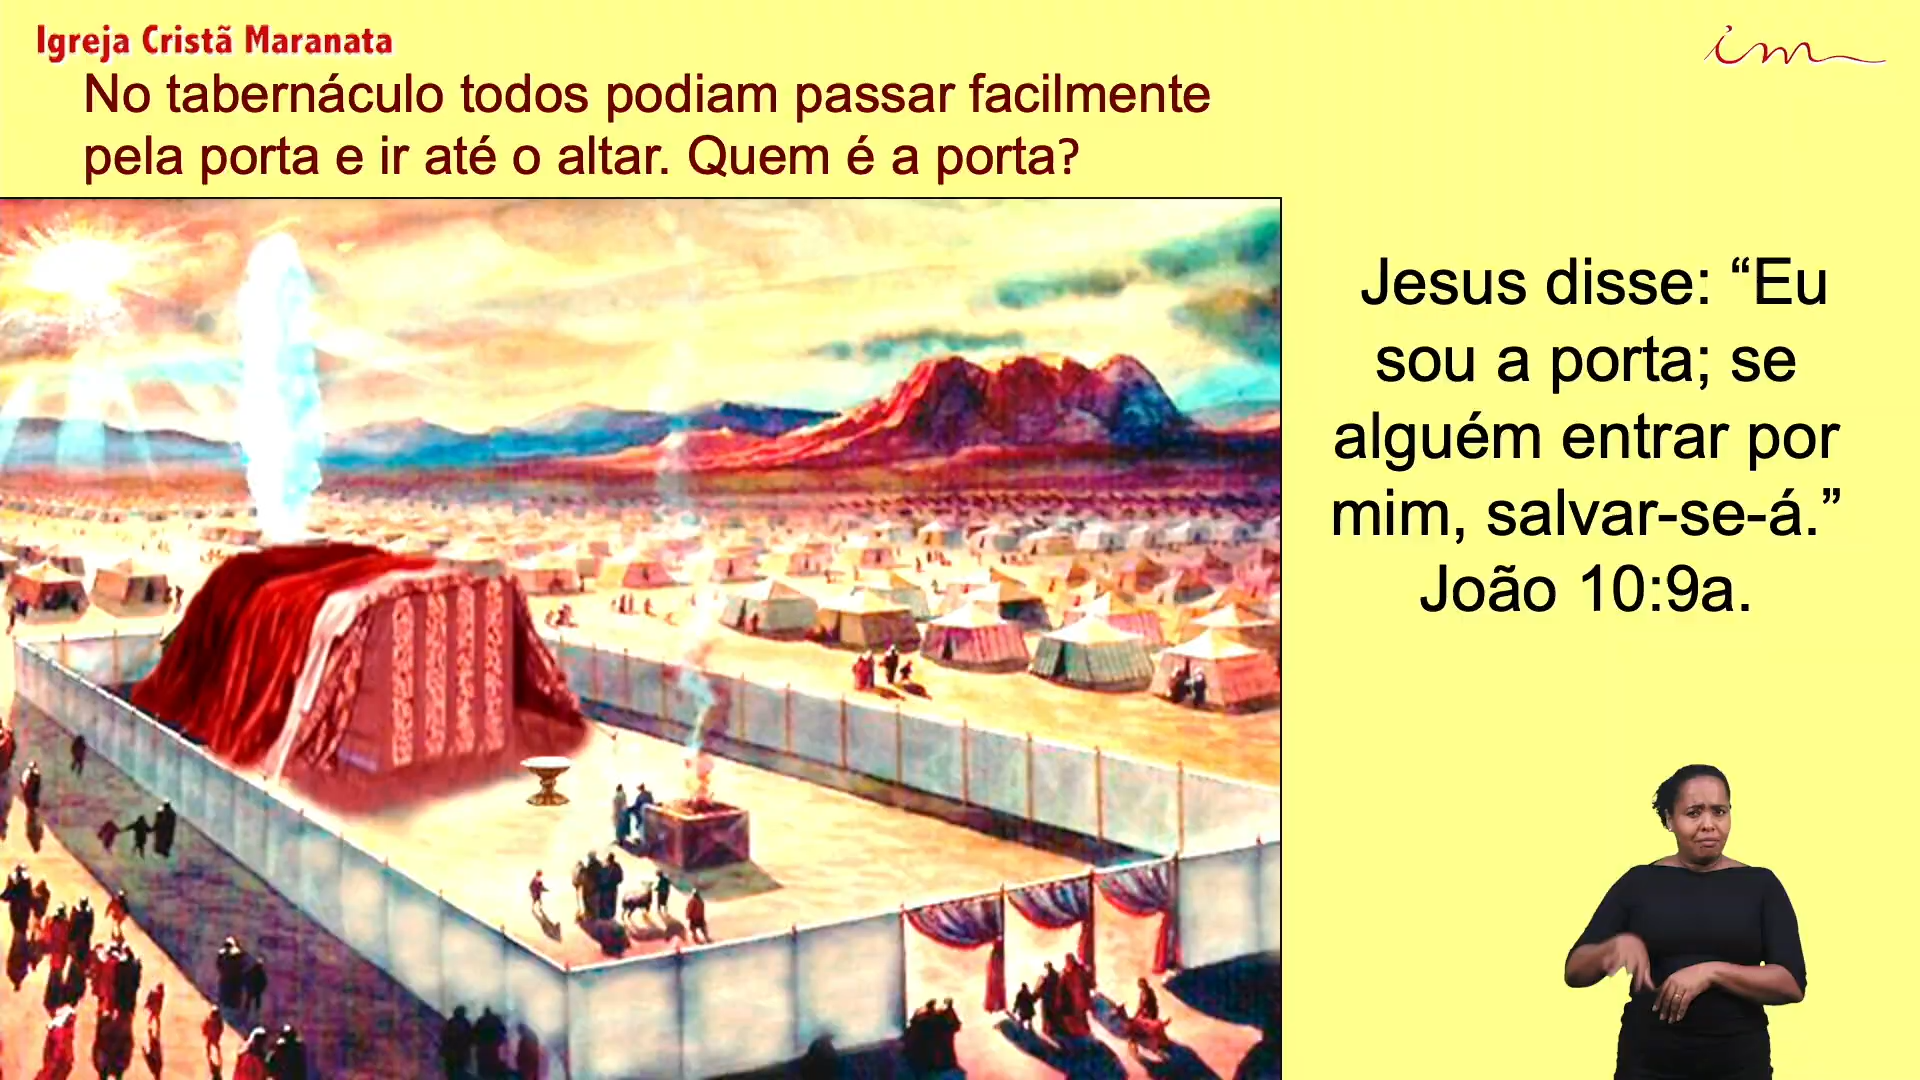 Igreja Cristã Maranata
im
No tabernáculo todos podiam passar facilmente
pela porta e ir até o altar. Quem é a porta?
Jesus disse: “Eu
sou a porta; se
alguém entrar por
mim, salvar-se-á.”
João 10:9a.